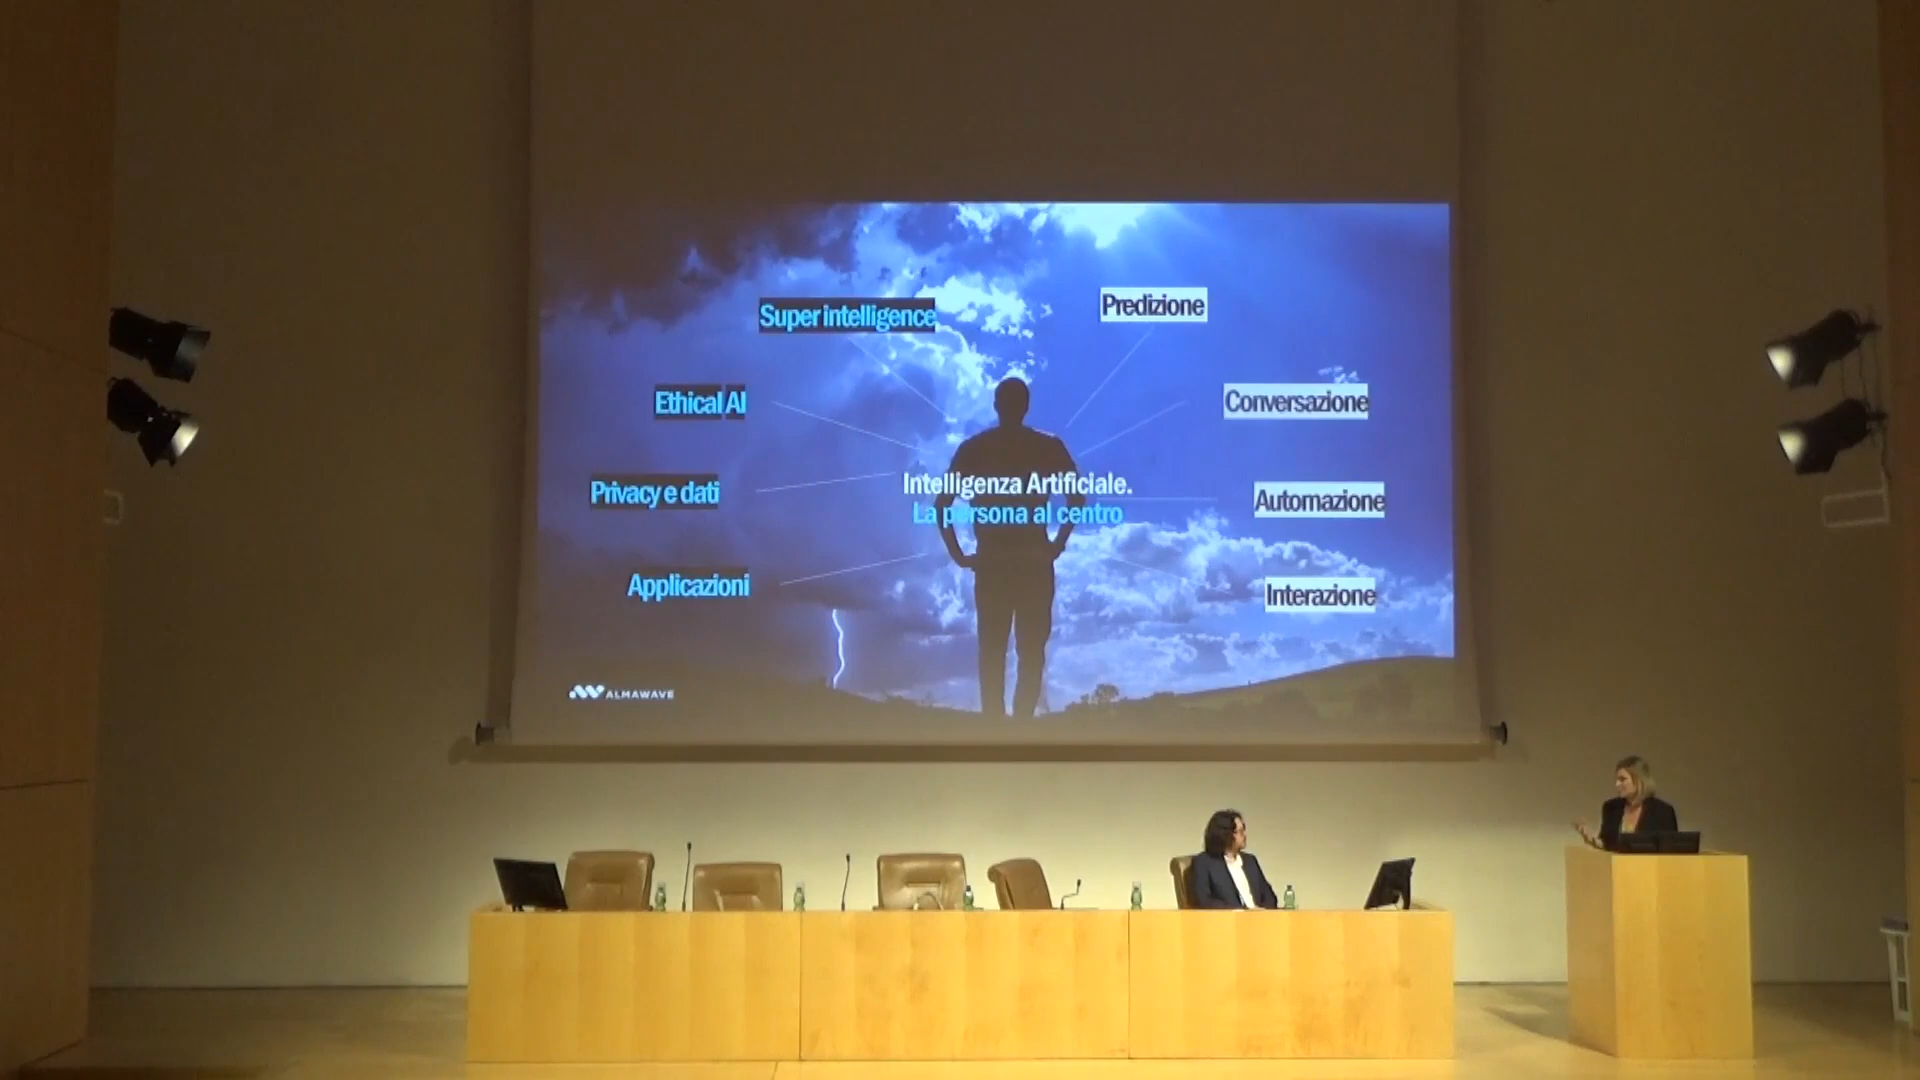 Super intelligence
Predizione
Ethical AI
Conversazione
Privacy e dati
Intelligenza Artificiale.
La persona al centro
Automazione
Applicazioni
Interazione
ALMAWAVE